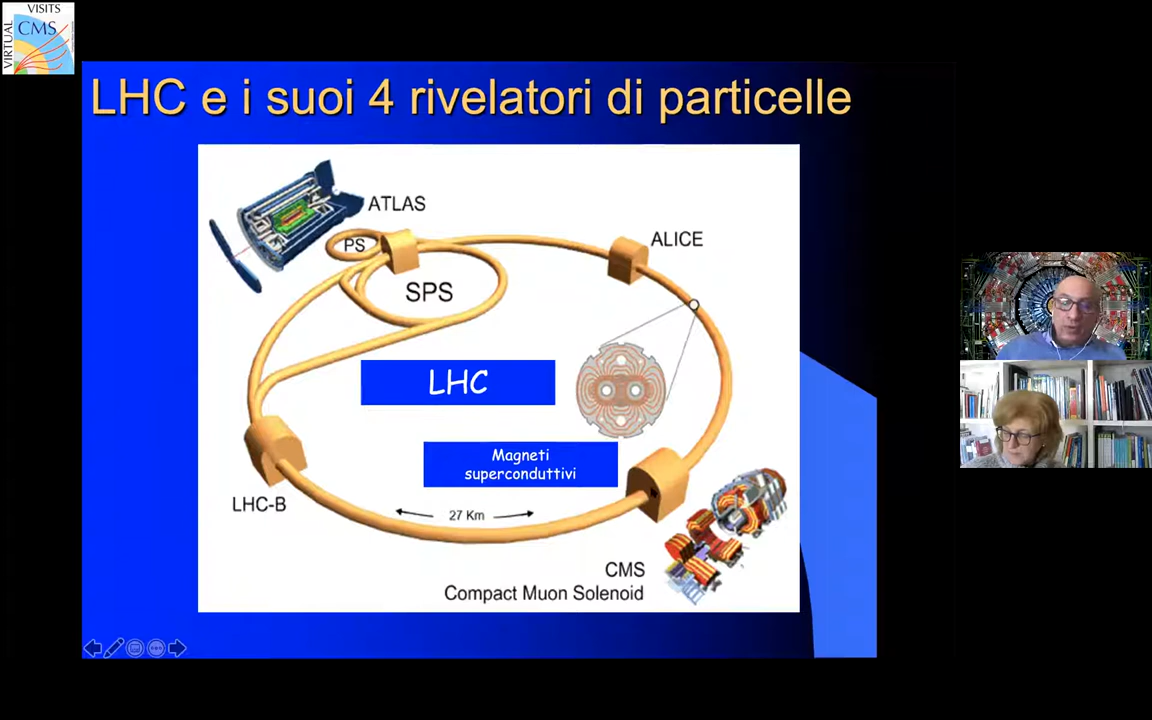 VISITS
VIRTUAL
CMS
LHC e i suoi 4 rivelatori di particelle
ATLAS
PS
ALICE
SPS
LHC
Magneti
superconduttivi
LHC-B
27 Km
CMS
Compact Muon Solenoid